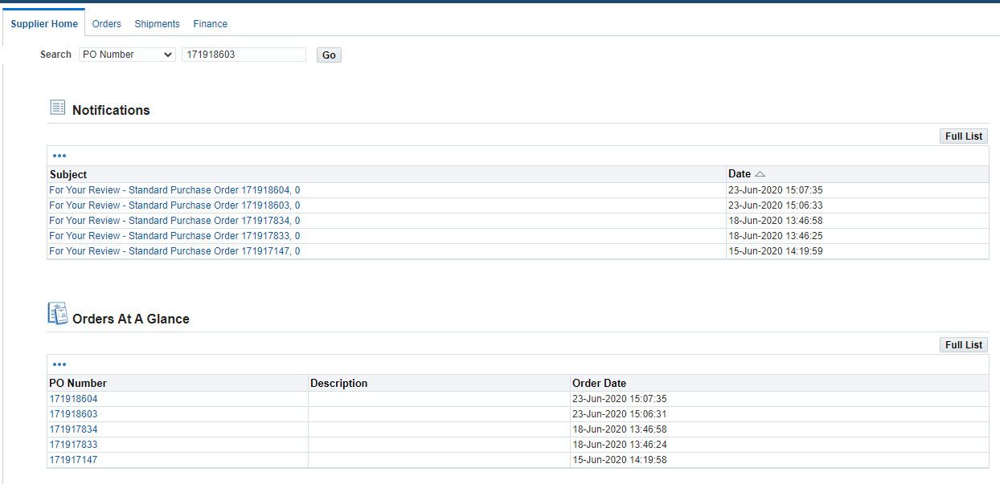 Supplier Home Orders Shipments Finance
Search PO Number 171918603 Go
Notifications
Full List
Subject Date
For Your Review - Standard Purchase Order 171918604, 0 23-Jun-2020 15:07:35
For Your Review - Standard Purchase Order 171918603, 0 23-Jun-2020 15:06:33
For Your Review - Standard Purchase Order 171917834, 0 18-Jun-2020 13:46:58
For Your Review - Standard Purchase Order 171917833, 0 18-Jun-2020 13:46:25
For Your Review - Standard Purchase Order 171917147, 0 15-Jun-2020 14:19:59
Orders At A Glance
Full List
PO Number Description Order Date
171918604 23-Jun-2020 15:07:35
171918603 23-Jun-2020 15:06:31
171917834 18-Jun-2020 13:46:58
171917833 18-Jun-2020 13:46:24
171917147 15-Jun-2020 14:19:58